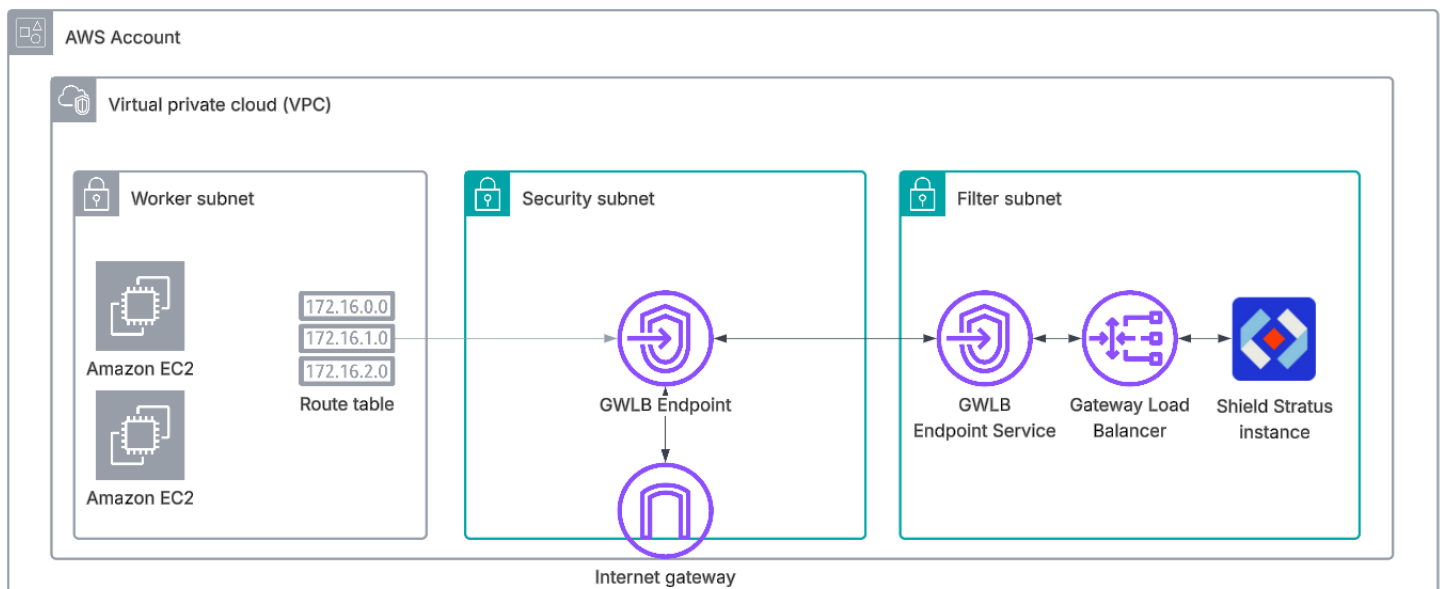 AWS Account
Virtual private cloud (VPC)
Worker subnet
Amazon EC2
Amazon EC2
172.16.0.0
172.16.1.0
172.16.2.0
Route table
Security subnet
GWLB Endpoint
Internet gateway
Filter subnet
GWLB
Endpoint Service
Gateway Load
Balancer
Shield Stratus
instance